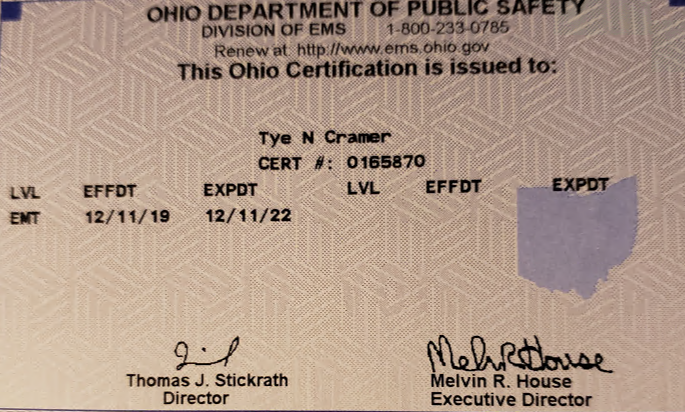 OHIO DEPARTMENT OF PUBLIC SAFETY
DIVISION OF EMS 1-800-233-0785
Renew at http://www.ems.ohio.gov
This Ohio Certification is issued to:
Tye N Cramer
CERT #: 0165870
LVL EFFDT EXPDT LVL EFFDT EXPDT
EMT 12/11/19 12/11/22
Melvin R House
Thomas J. Stickrath Melvin R. House
Director Executive Director